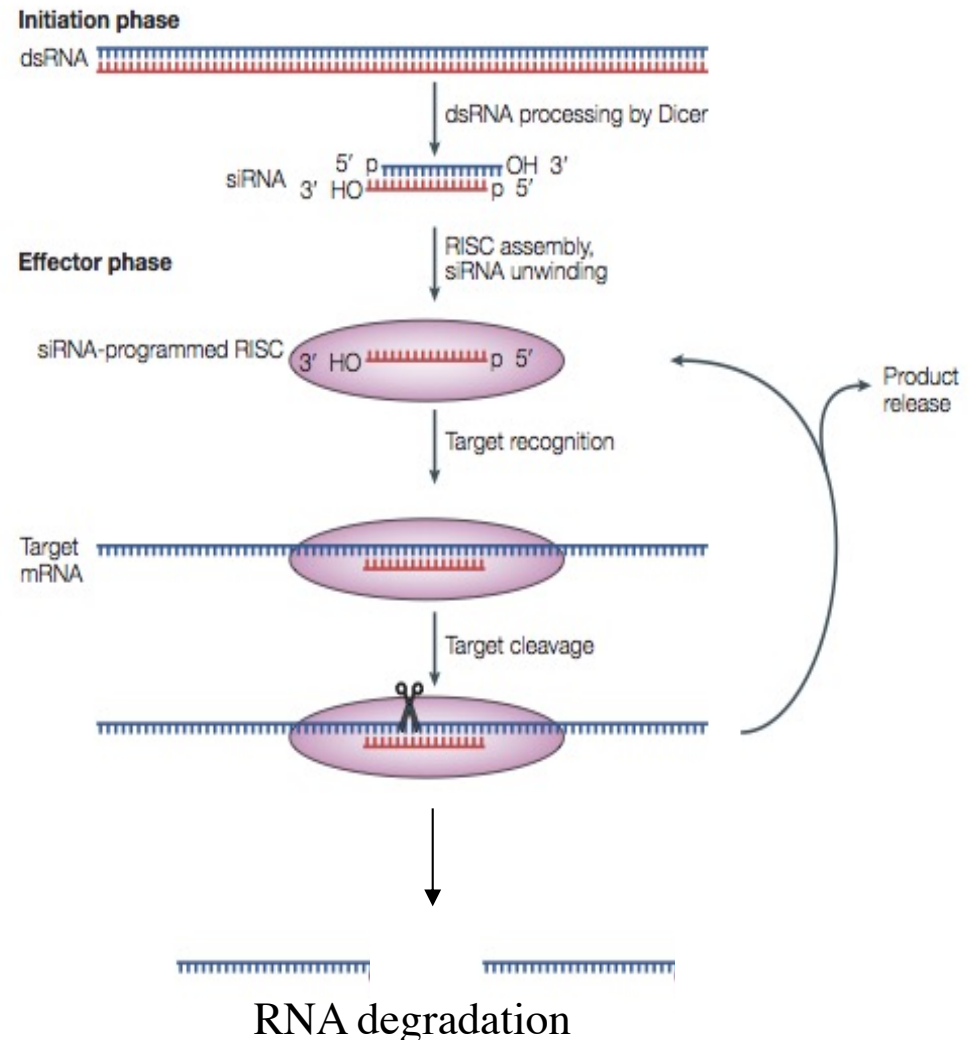 Initiation phase
dsRNA
dsRNA processing by Dicer
5′ p OH 3′
siRNA 3′ HO p 5′
Effector phase
RISC assembly,
siRNA unwinding
siRNA-programmed RISC
3′ HO p 5′
Product
release
Target recognition
Target
mRNA
Target cleavage
RNA degradation